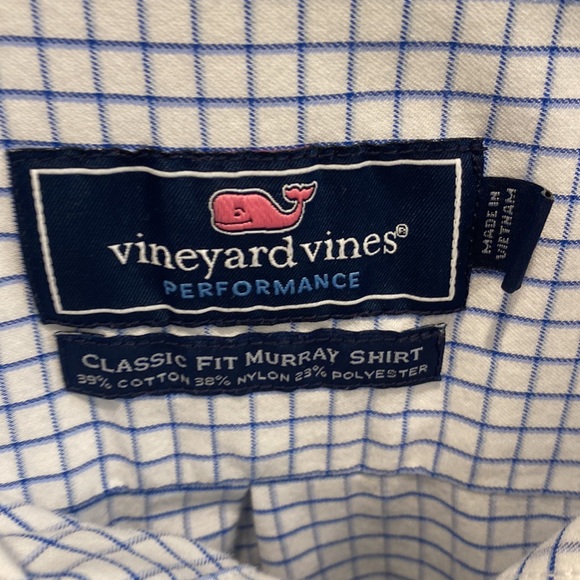 vineyard vines®
PERFORMANCE
MADE IN
VIETNAM
CLASSIC FIT MURRAY SHIRT
39% COTTON 38% NYLON 23% POLYESTER